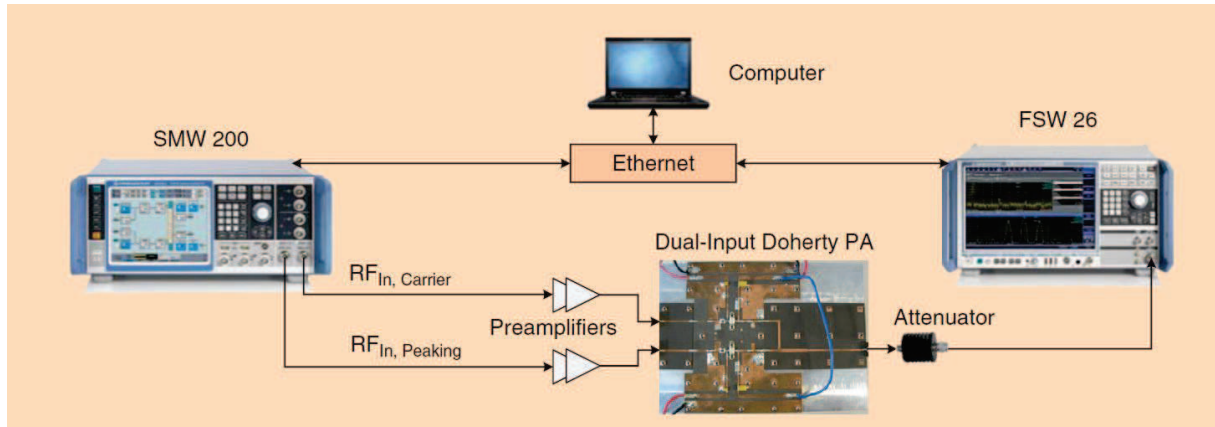 Computer
SMW 200
FSW 26
Ethernet
Dual-Input Doherty PA
RFIn, Carrier
Preamplifiers
Attenuator
RFIn, Peaking